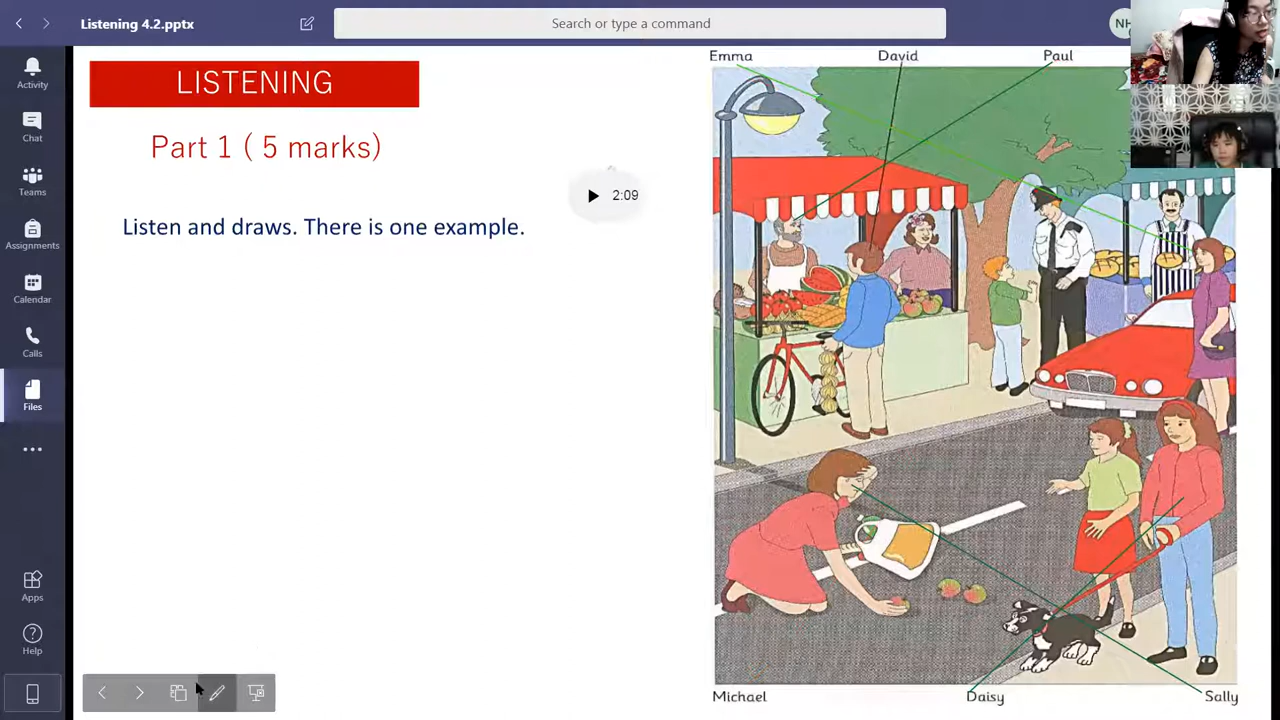 Listening 4.2.pptx
Search or type a command
NH
Activity
Chat
Teams
Assignments
Calendar
Calls
Files
Apps
Help
LISTENING
Part 1 ( 5 marks)
Listen and draws. There is one example.
2:09
Emma
David
Paul
Michael
Daisy
Sally